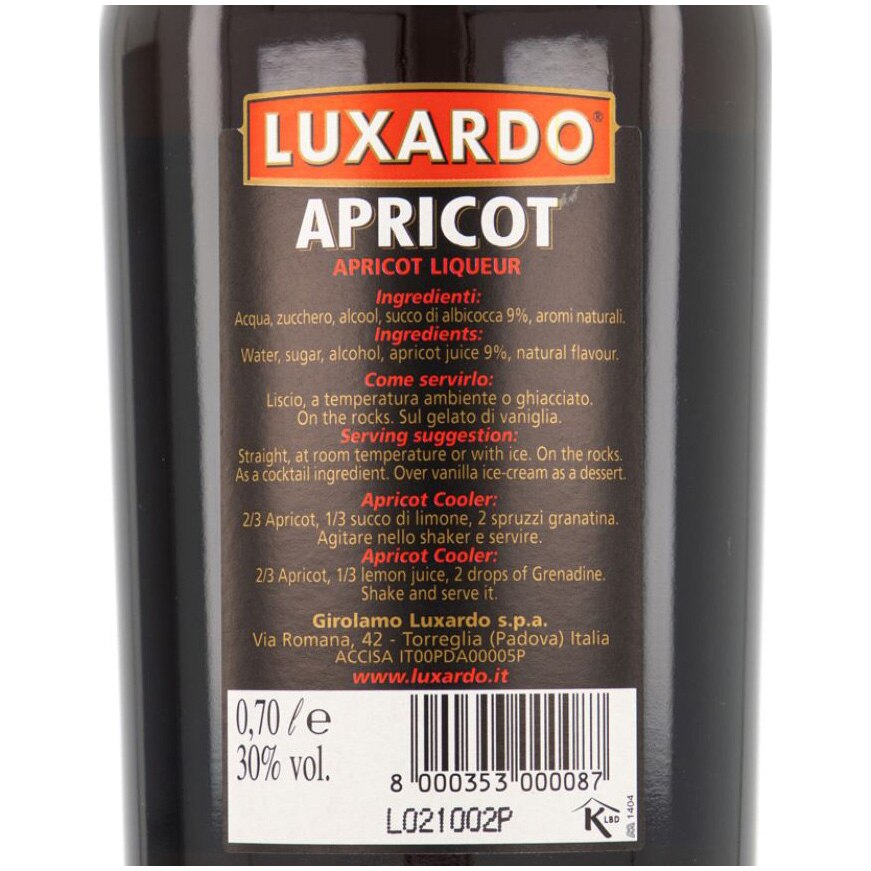 LUXARDO®
APRICOT
APRICOT LIQUEUR
Ingredienti:
Acqua, zucchero, alcool, succo di albicocca 9%, aromi naturali.
Ingredients:
Water, sugar, alcohol, apricot juice 9%, natural flavour.
Come servirlo:
Liscio, a temperatura ambiente o ghiacciato.
On the rocks. Sul gelato di vaniglia.
Serving suggestion:
Straight, at room temperature or with ice. On the rocks.
As a cocktail ingredient. Over vanilla ice-cream as a dessert.
Apricot Cooler:
2/3 Apricot, 1/3 succo di limone, 2 spruzzi granatina.
Agitare nello shaker e servire.
Apricot Cooler:
2/3 Apricot, 1/3 lemon juice, 2 drops of Grenadine.
Shake and serve it.
Girolamo Luxardo s.p.a.
Via Romana, 42 - Torreglia (Padova) Italia
ACCISA IT00PDA00005P
www.luxardo.it
0,70 ℓ ℮
30% vol.
8 000353 000087
L021002P
K LBD
1404